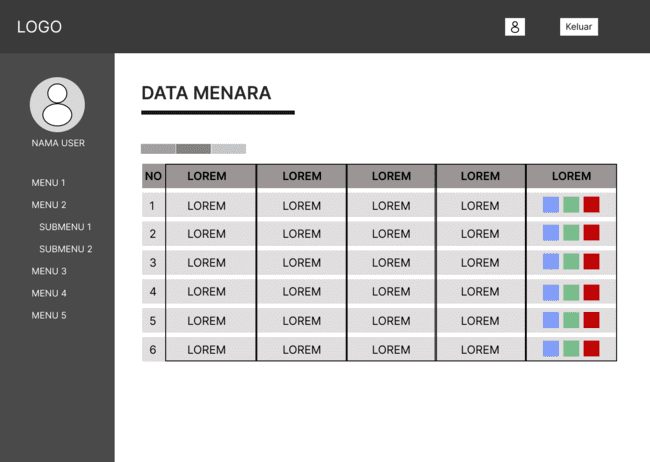 LOGO
Keluar
NAMA USER
MENU 1
MENU 2
SUBMENU 1
SUBMENU 2
MENU 3
MENU 4
MENU 5
DATA MENARA
NO LOREM LOREM LOREM LOREM LOREM
1 LOREM LOREM LOREM LOREM
2 LOREM LOREM LOREM LOREM
3 LOREM LOREM LOREM LOREM
4 LOREM LOREM LOREM LOREM
5 LOREM LOREM LOREM LOREM
6 LOREM LOREM LOREM LOREM